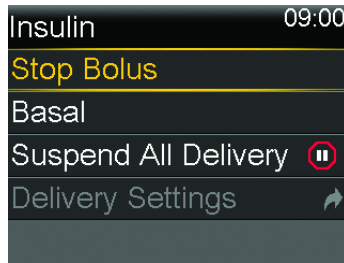 Insulin 09:00
Stop Bolus
Basal
Suspend All Delivery
Delivery Settings